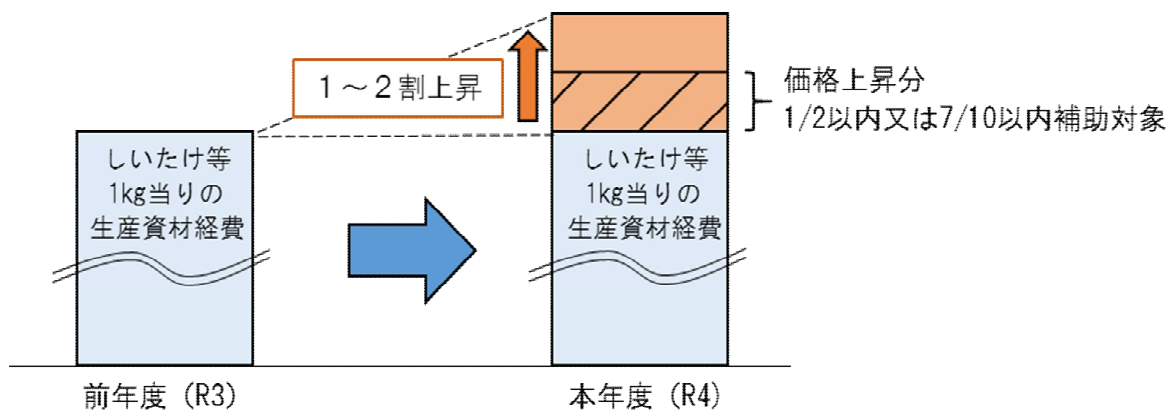 1～2割上昇
価格上昇分
1/2以内又は7/10以内補助対象
しいたけ等
1kg当りの
生産資材経費
しいたけ等
1kg当りの
生産資材経費
前年度（R3）
本年度（R4）